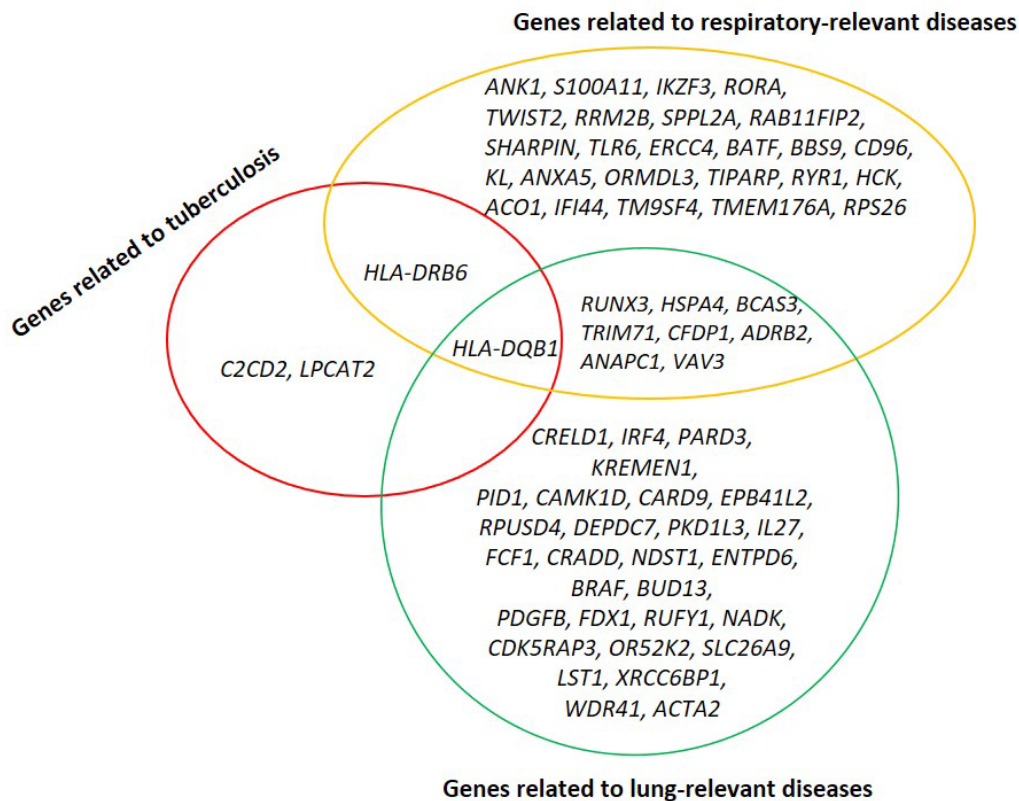 Genes related to respiratory-relevant diseases
ANK1, S100A11, IKZF3, RORA,
TWIST2, RRM2B, SPPL2A, RAB11FIP2,
SHARPIN, TLR6, ERCC4, BATF, BBS9, CD96,
KL, ANXA5, ORMDL3, TIPARP, RYR1, HCK,
ACO1, IFI44, TM9SF4, TMEM176A, RPS26
Genes related to tuberculosis
HLA-DRB6
RUNX3, HSPA4, BCAS3,
TRIM71, CFDP1, ADRB2,
ANAPC1, VAV3
HLA-DQB1
C2CD2, LPCAT2
CRELD1, IRF4, PARD3,
KREMEN1,
PID1, CAMK1D, CARD9, EPB41L2,
RPUSD4, DEPDC7, PKD1L3, IL27,
FCF1, CRADD, NDST1, ENTPD6,
BRAF, BUD13,
PDGFB, FDX1, RUFY1, NADK,
CDK5RAP3, OR52K2, SLC26A9,
LST1, XRCC6BP1,
WDR41, ACTA2
Genes related to lung-relevant diseases